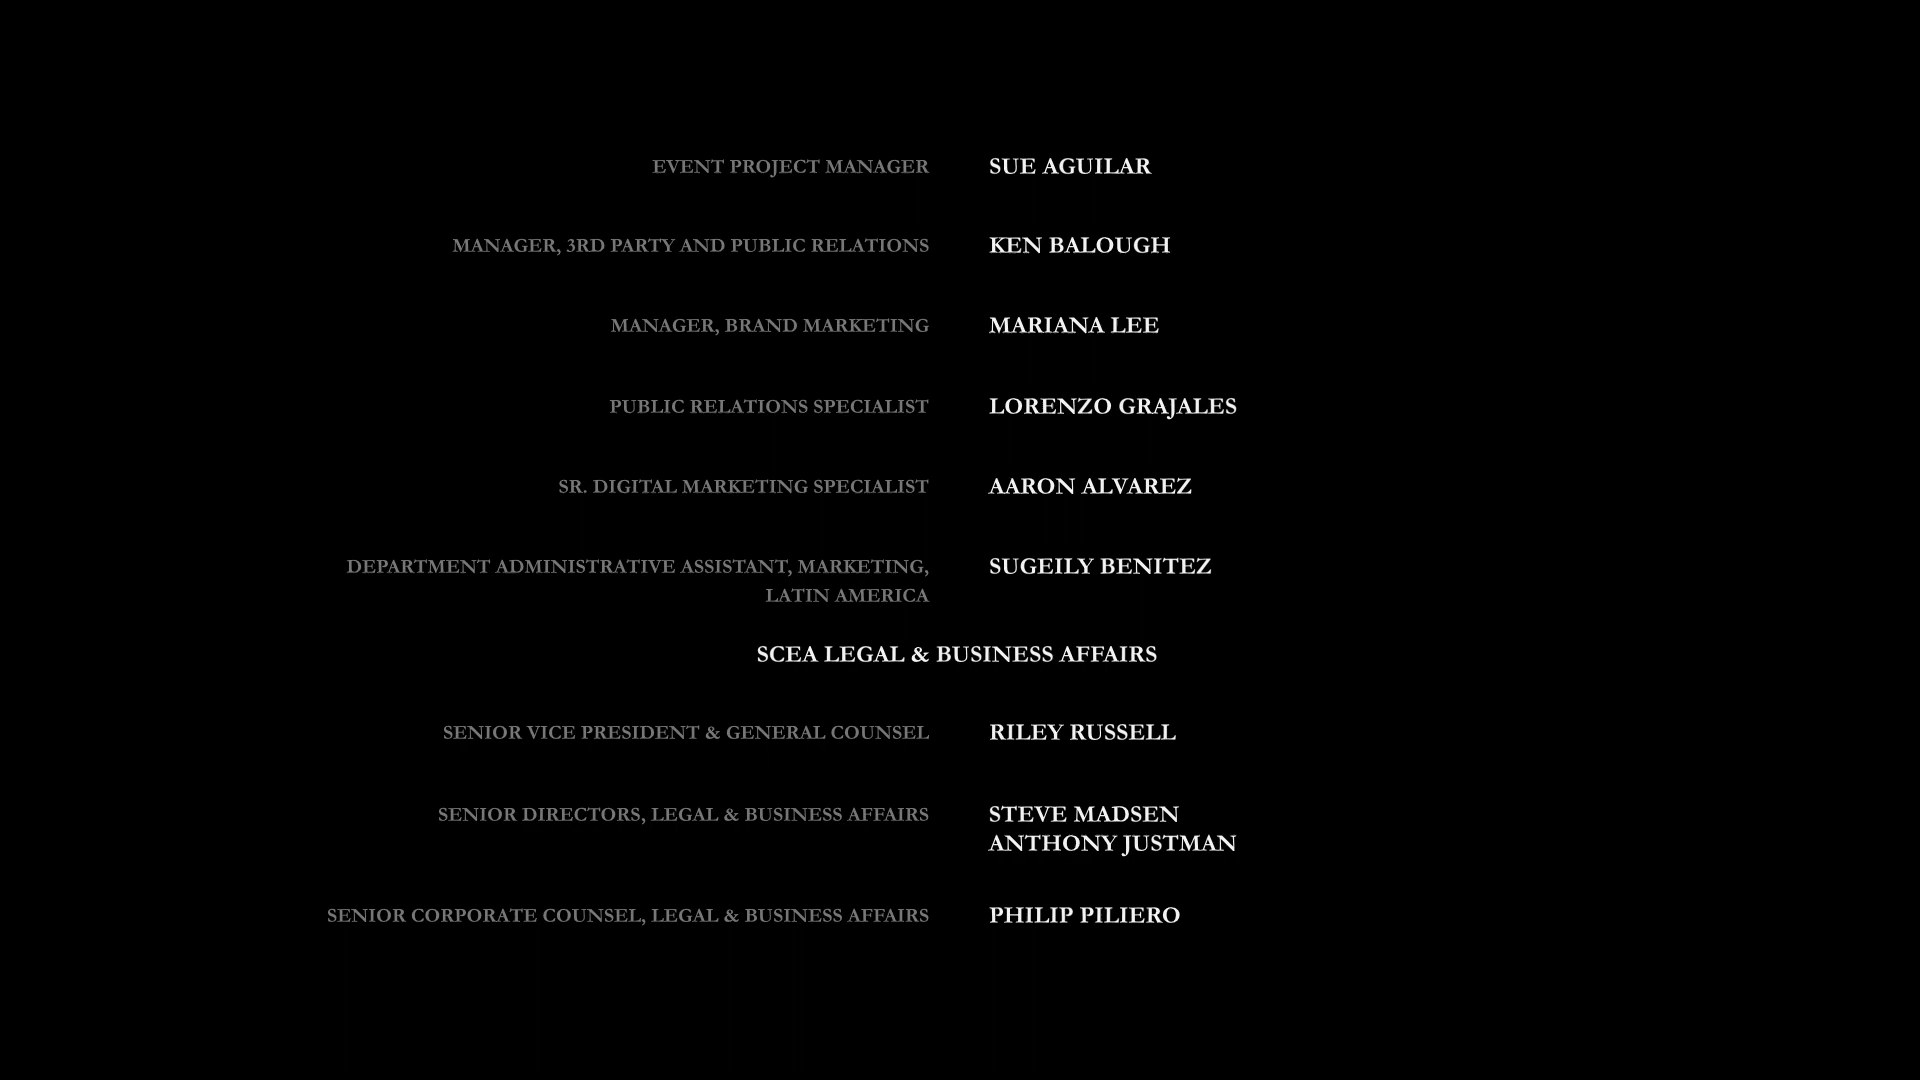 EVENT PROJECT MANAGER SUE AGUILAR
MANAGER, 3RD PARTY AND PUBLIC RELATIONS KEN BALOUGH
MANAGER, BRAND MARKETING MARIANA LEE
PUBLIC RELATIONS SPECIALIST LORENZO GRAJALES
SR. DIGITAL MARKETING SPECIALIST AARON ALVAREZ
DEPARTMENT ADMINISTRATIVE ASSISTANT, MARKETING, SUGEILY BENITEZ
LATIN AMERICA
SCEA LEGAL & BUSINESS AFFAIRS
SENIOR VICE PRESIDENT & GENERAL COUNSEL RILEY RUSSELL
SENIOR DIRECTORS, LEGAL & BUSINESS AFFAIRS STEVE MADSEN
ANTHONY JUSTMAN
SENIOR CORPORATE COUNSEL, LEGAL & BUSINESS AFFAIRS PHILIP PILIERO